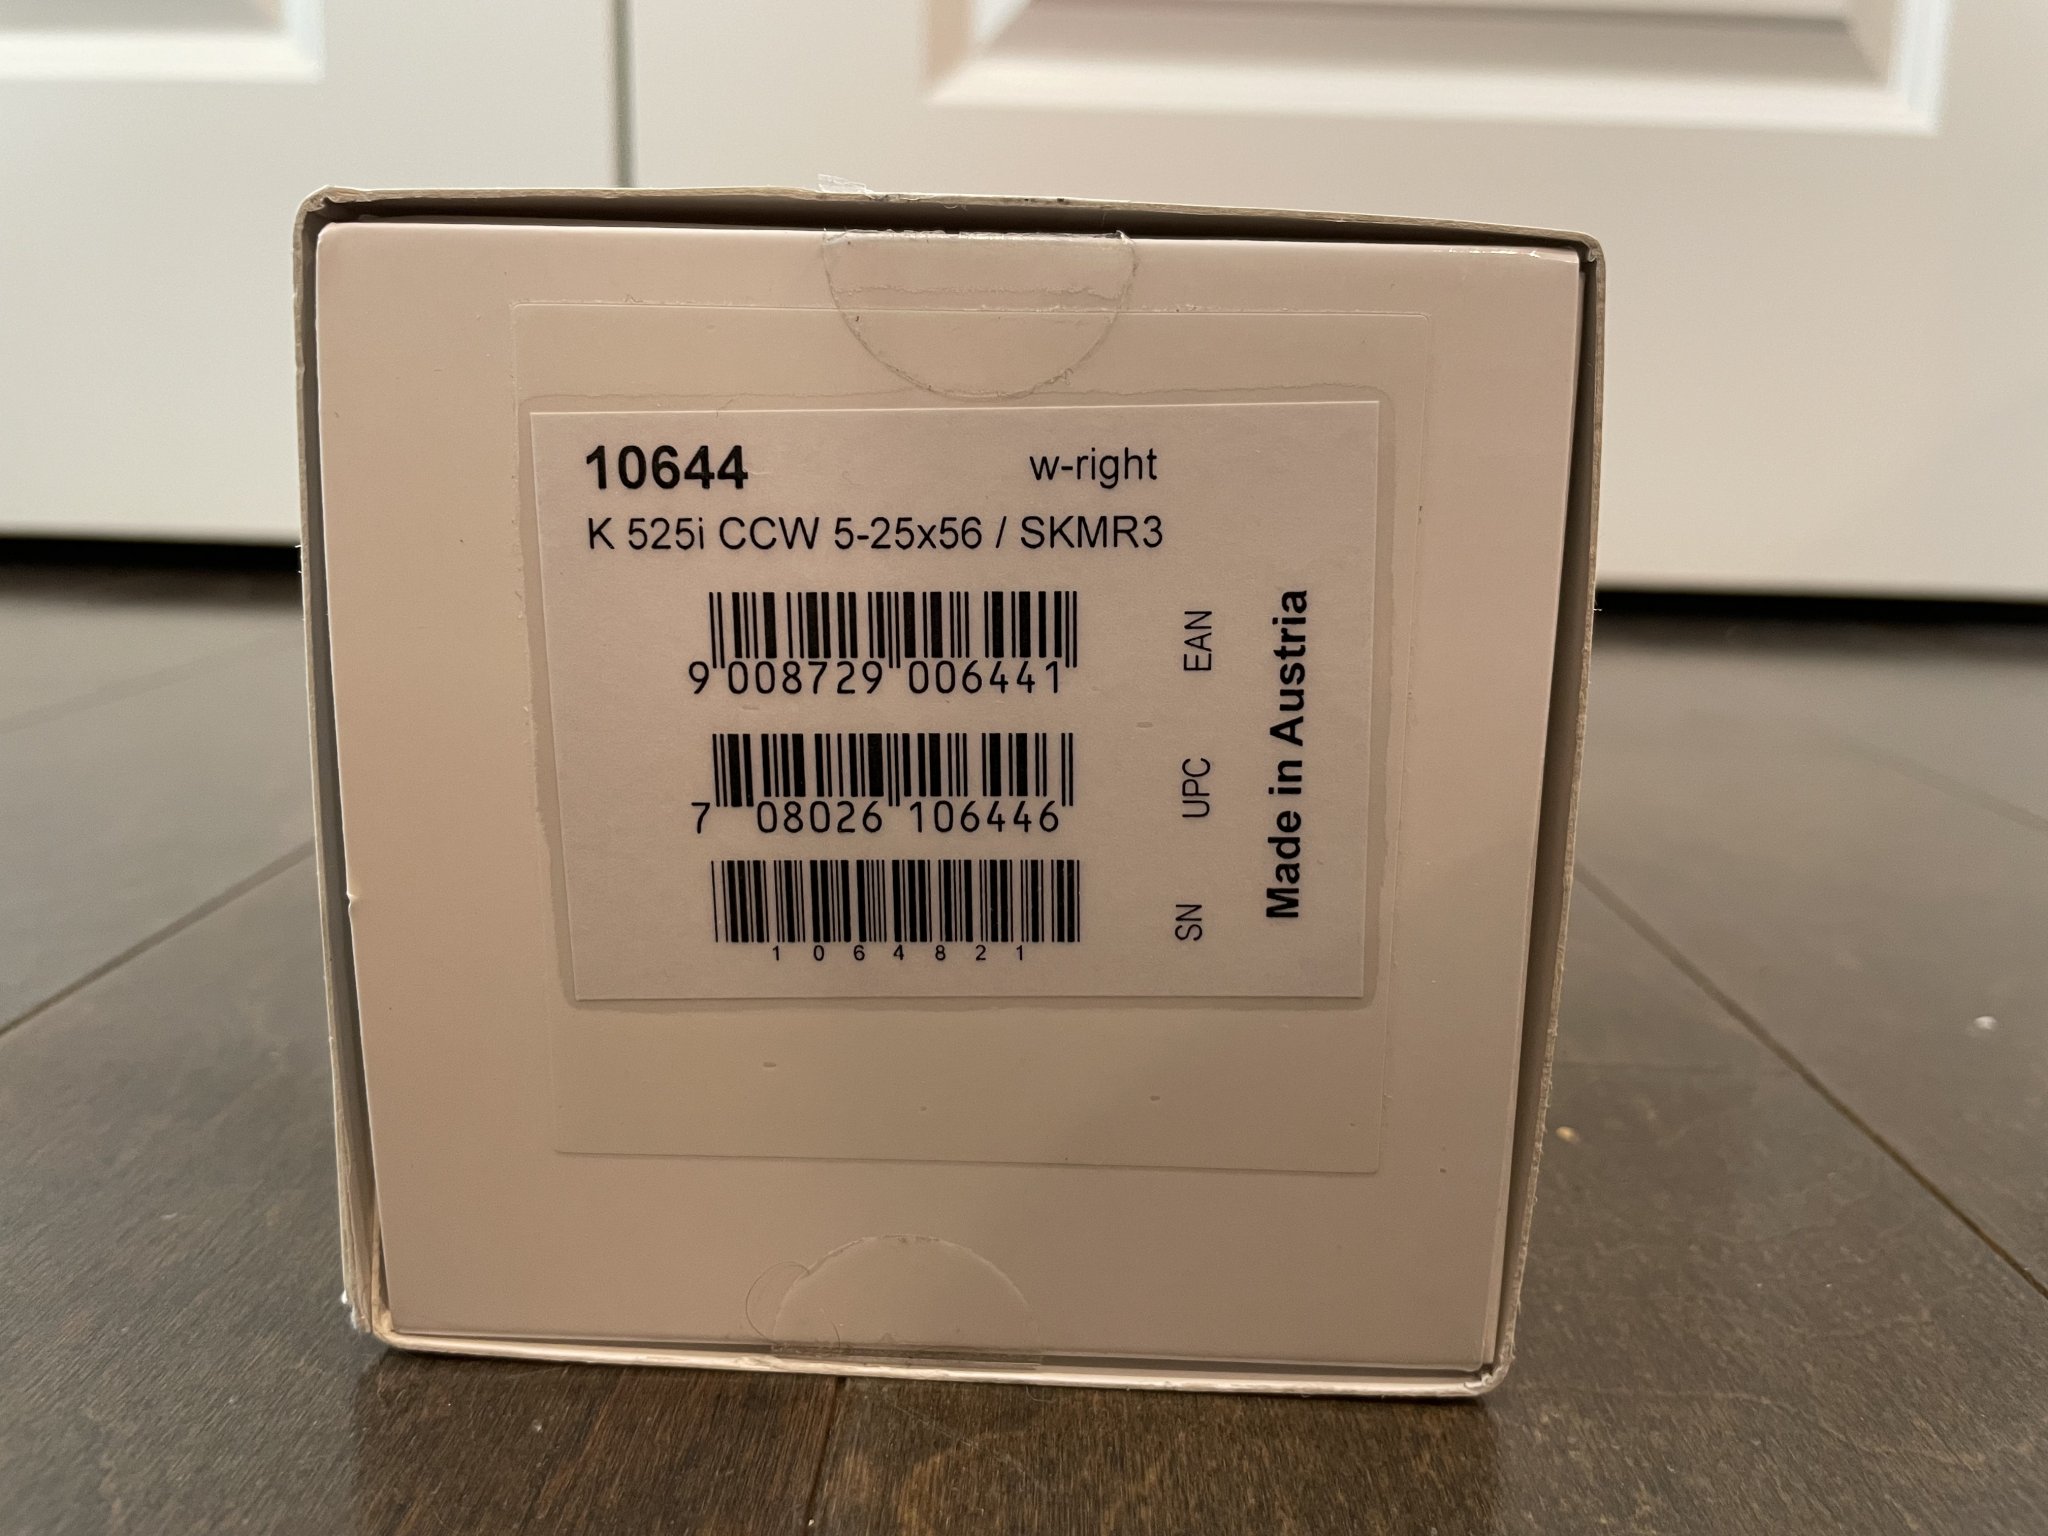 10644 w-right
K 525i CCW 5-25x56 / SKMR3
9 008729 006441 EAN
7 08026 106446 UPC
1064821 SN
Made in Austria